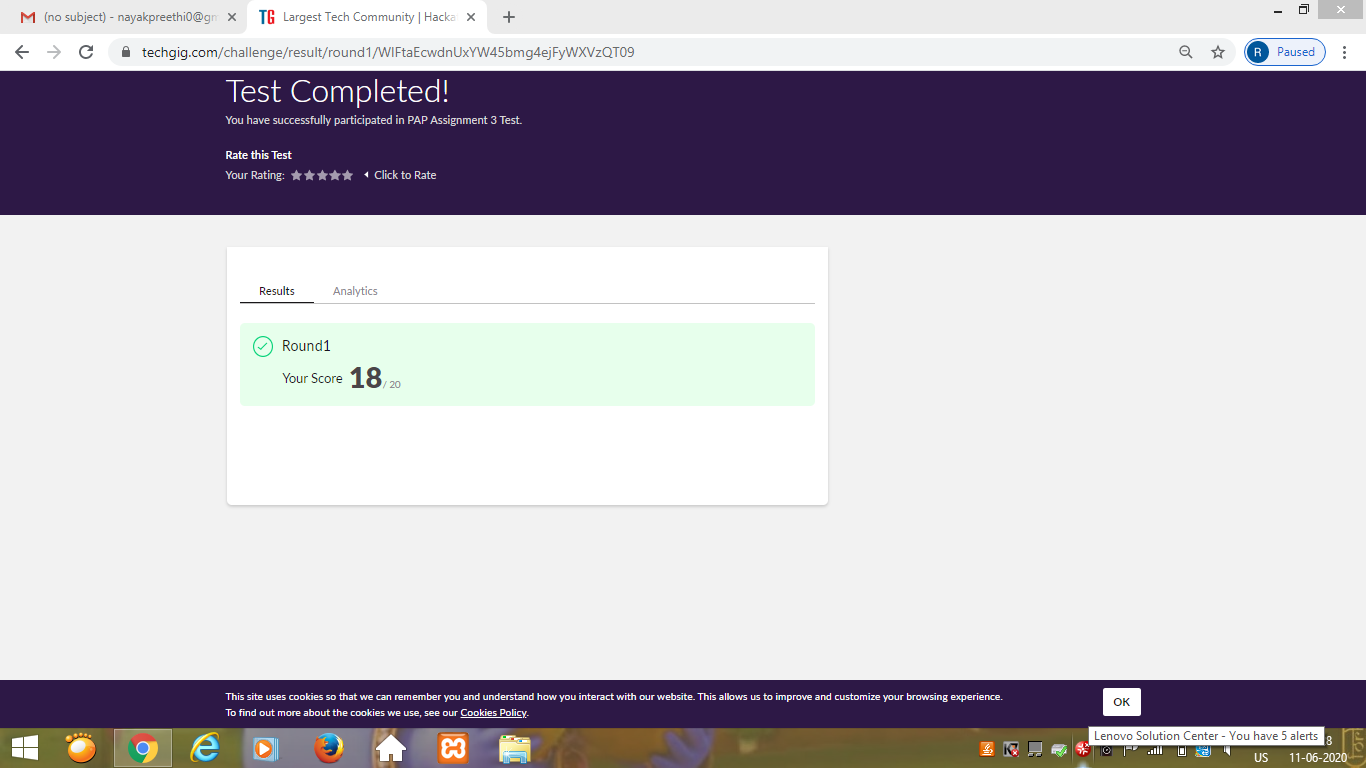 (no subject) - nayakpreethi0@gm
TG Largest Tech Community | Hacka
techgig.com/challenge/result/round1/WlFtaEcwdnUxYW45bmg4ejFyWXVzQT09
R Paused
Test Completed!
You have successfully participated in PAP Assignment 3 Test.
Rate this Test
Your Rating: Click to Rate
Results Analytics
Round1
Your Score 18 / 20
This site uses cookies so that we can remember you and understand how you interact with our website. This allows us to improve and customize your browsing experience.
To find out more about the cookies we use, see our Cookies Policy.
OK
Lenovo Solution Center - You have 5 alerts
8
US 11-06-2020